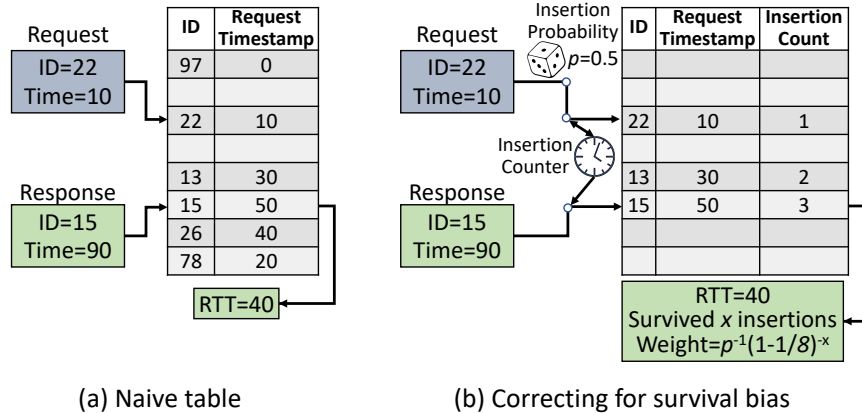 Request
ID=22
Time=10
Response
ID=15
Time=90
ID Request Timestamp
97 0
22 10
13 30
15 50
26 40
78 20
RTT=40
(a) Naive table
Request
ID=22
Time=10
Insertion
Probability
p=0.5
Insertion
Counter
Response
ID=15
Time=90
ID Request Timestamp Insertion Count
22 10 1
13 30 2
15 50 3
RTT=40
Survived x insertions
Weight=p⁻¹(1-1/8)⁻ˣ
(b) Correcting for survival bias